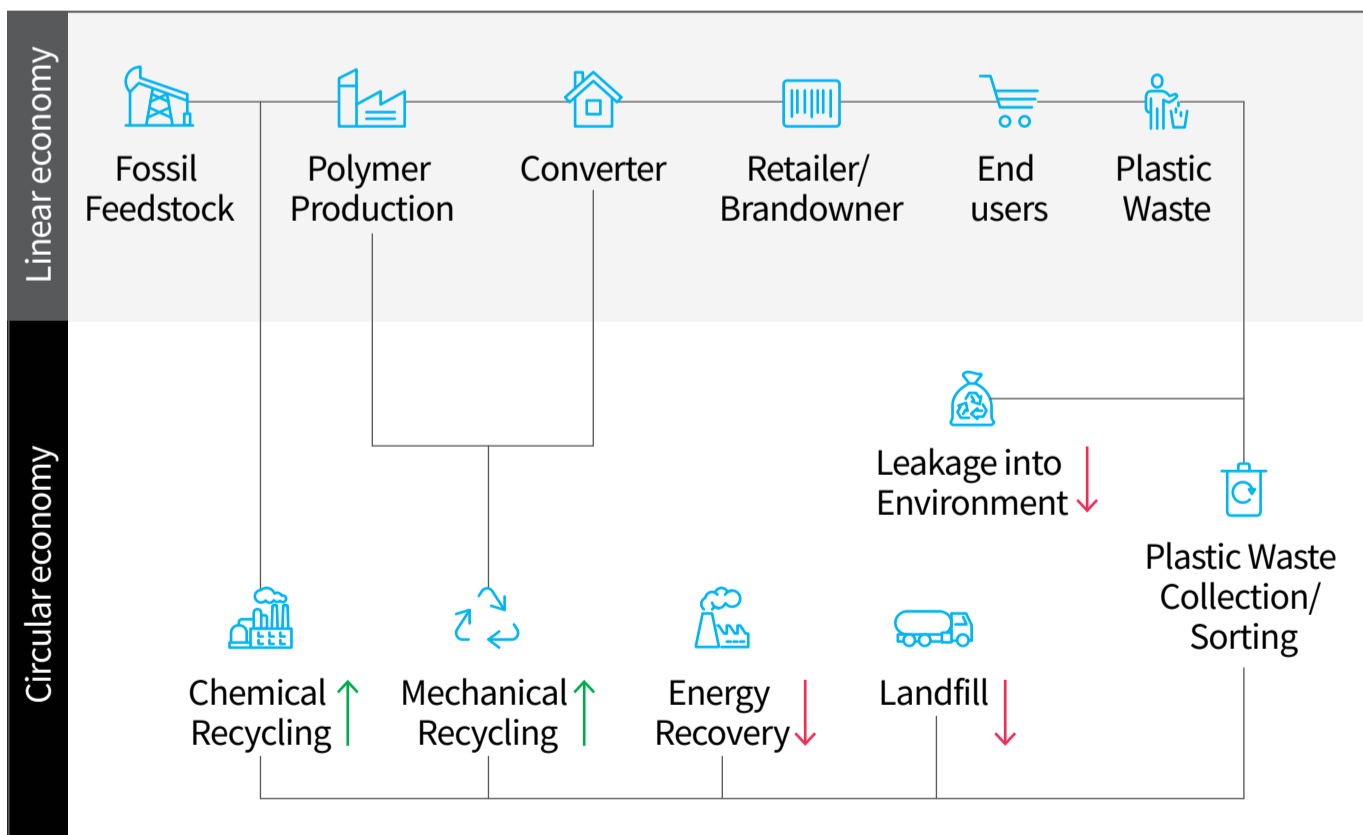 Linear economy
Fossil
Feedstock
Polymer
Production
Converter
Retailer/
Brandowner
End
users
Plastic
Waste
Circular economy
Leakage into
Environment
Plastic Waste
Collection/
Sorting
Chemical
Recycling
Mechanical
Recycling
Energy
Recovery
Landfill